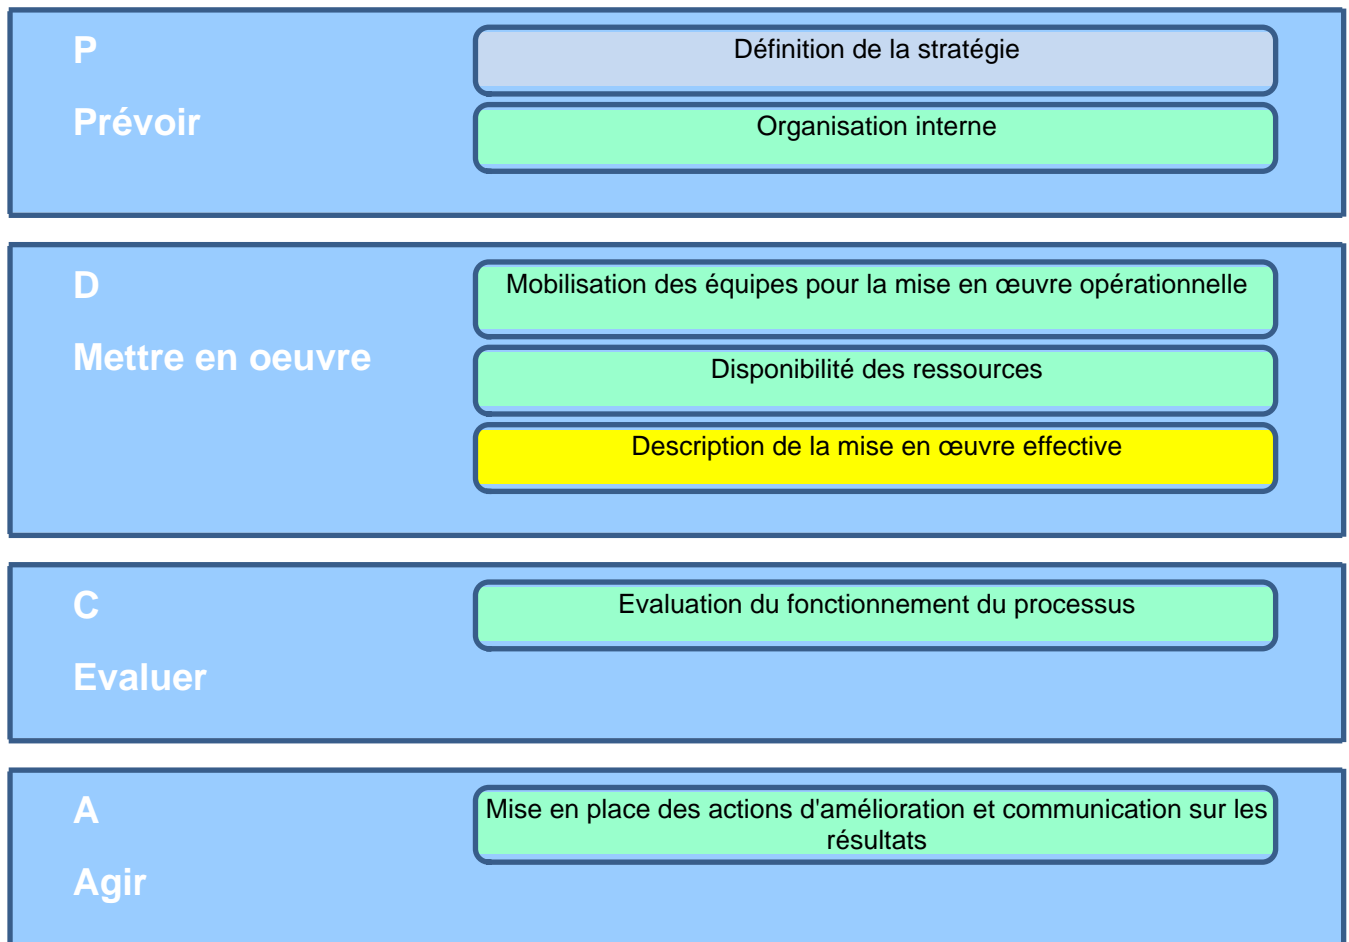 P
Prévoir
Définition de la stratégie
Organisation interne
D
Mettre en oeuvre
Mobilisation des équipes pour la mise en œuvre opérationnelle
Disponibilité des ressources
Description de la mise en œuvre effective
C
Evaluer
Evaluation du fonctionnement du processus
A
Agir
Mise en place des actions d'amélioration et communication sur les
résultats